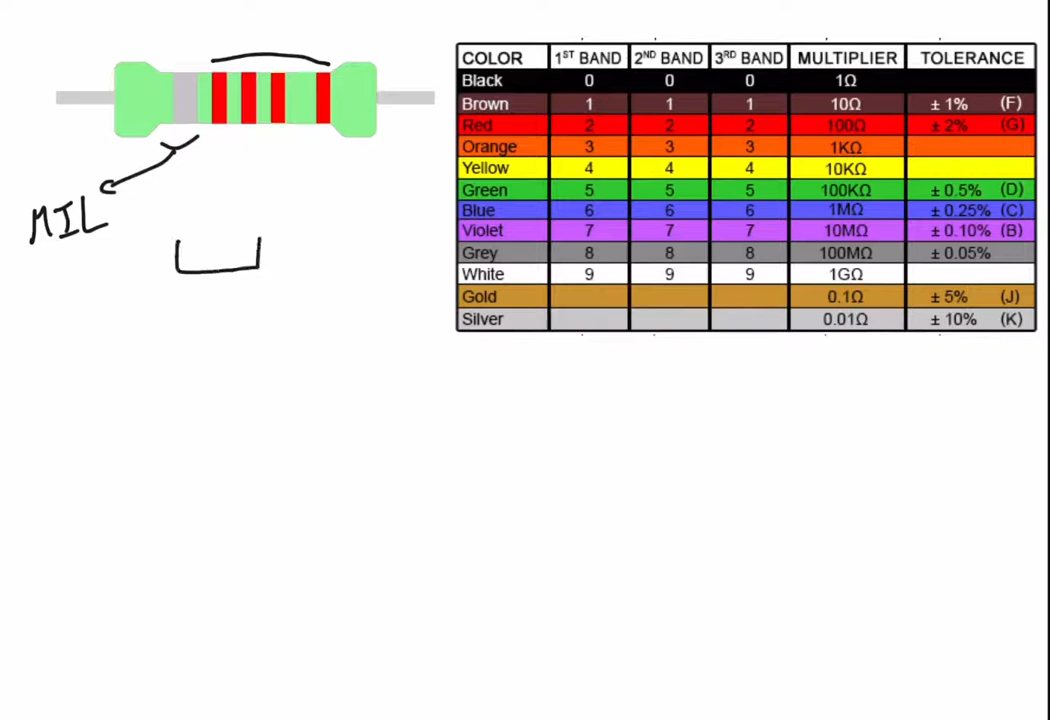 COLOR 1ST BAND 2ND BAND 3RD BAND MULTIPLIER TOLERANCE
Black 0 0 0 1Ω
Brown 1 1 1 10Ω ± 1% (F)
Red 2 2 2 100Ω ± 2% (G)
Orange 3 3 3 1KΩ
Yellow 4 4 4 10KΩ
Green 5 5 5 100KΩ ± 0.5% (D)
Blue 6 6 6 1MΩ ± 0.25% (C)
Violet 7 7 7 10MΩ ± 0.10% (B)
Grey 8 8 8 100MΩ ± 0.05%
White 9 9 9 1GΩ
Gold 0.1Ω ± 5% (J)
Silver 0.01Ω ± 10% (K)
MIL